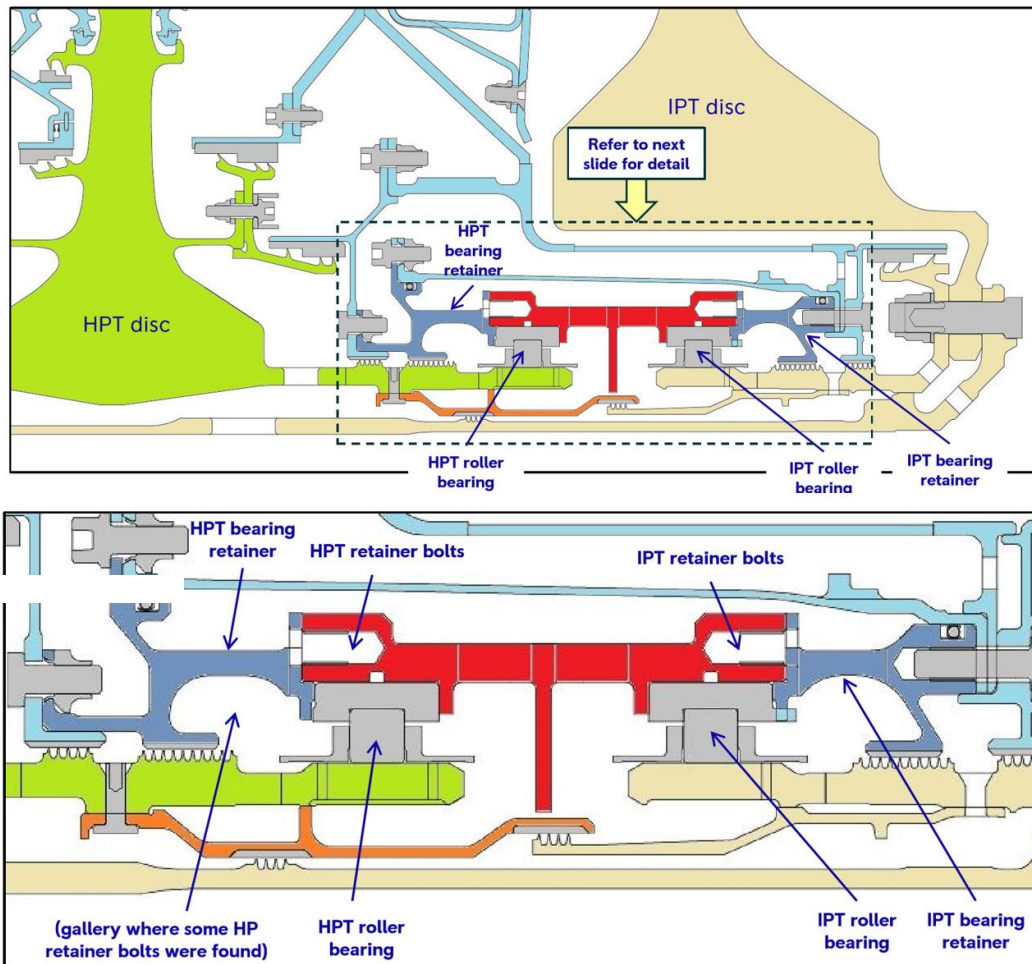 IPT disc
Refer to next
slide for detail
HPT
bearing
retainer
HPT disc
HPT roller
bearing
IPT roller
bearing
IPT bearing
retainer
HPT bearing
retainer
HPT retainer bolts
IPT retainer bolts
(gallery where some HP
retainer bolts were found)
HPT roller
bearing
IPT roller
bearing
IPT bearing
retainer